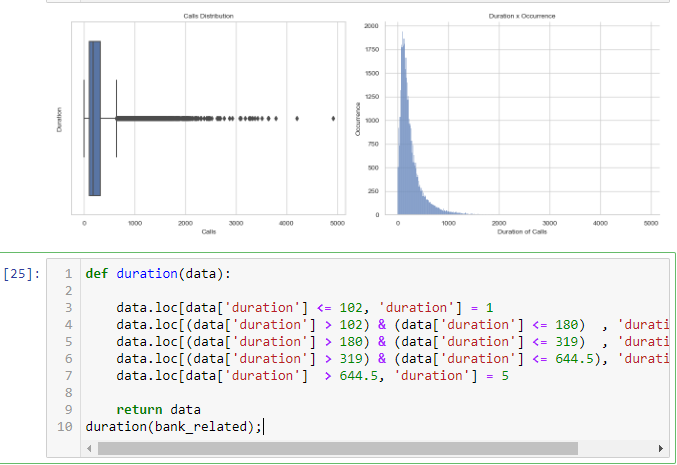 Calls Distribution
Duration
0 1000 2000 3000 4000 5000
Calls
Duration x Occurrence
Occurrence
2000
1750
1500
1250
1000
750
500
250
0
0 1000 2000 3000 4000 5000
Duration of Calls
[25]:
1 def duration(data):
2
3     data.loc[data['duration'] <= 102, 'duration'] = 1
4     data.loc[(data['duration'] > 102) & (data['duration'] <= 180)  , 'durati
5     data.loc[(data['duration'] > 180) & (data['duration'] <= 319)  , 'durati
6     data.loc[(data['duration'] > 319) & (data['duration'] <= 644.5), 'durati
7     data.loc[data['duration']  > 644.5, 'duration'] = 5
8
9     return data
10 duration(bank_related);